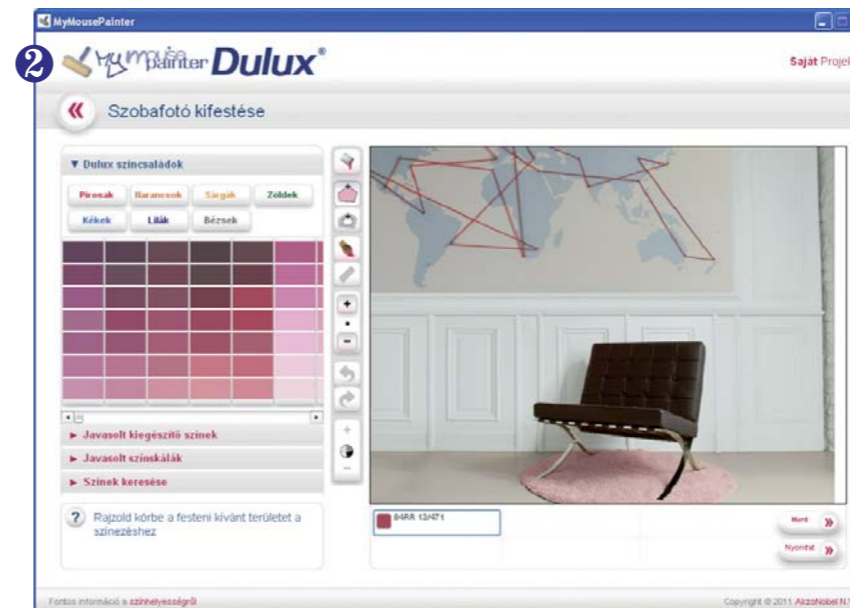 MyMousePainter
2
My mouse painter Dulux®
Saját Projek
Szobafotó kifestése
▼ Dulux színcsaládok
Pirosak Narancsok Sárgák Zöldek
Kékek Lilák Bézsek
► Javasolt kiegészítő színek
► Javasolt színskálák
► Színek keresése
? Rajzold körbe a festeni kívánt területet a
színezéshez
84RR 13/471
Ment
Nyomtat
Fontos információ a színhelyességről
Copyright © 2011 AkzoNobel N.V